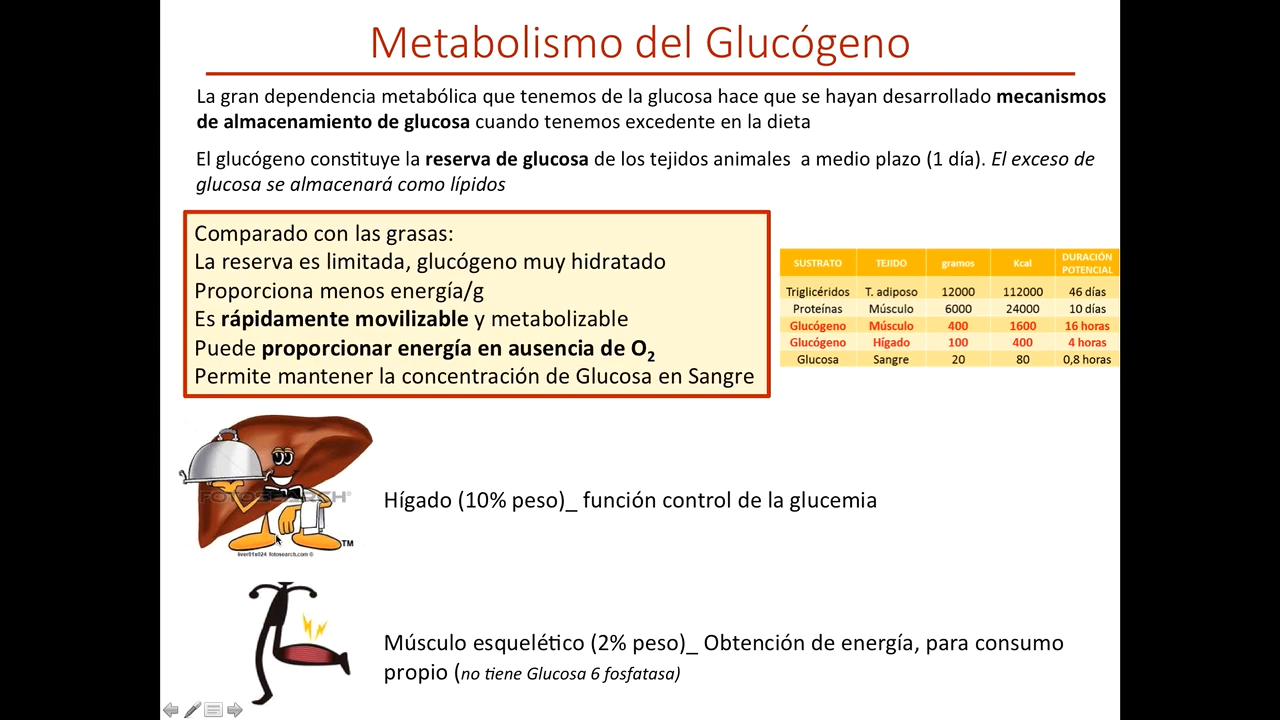 Metabolismo del Glucógeno
La gran dependencia metabólica que tenemos de la glucosa hace que se hayan desarrollado mecanismos
de almacenamiento de glucosa cuando tenemos excedente en la dieta
El glucógeno constituye la reserva de glucosa de los tejidos animales a medio plazo (1 día). El exceso de
glucosa se almacenará como lípidos
Comparado con las grasas:
La reserva es limitada, glucógeno muy hidratado
Proporciona menos energía/g
Es rápidamente movilizable y metabolizable
Puede proporcionar energía en ausencia de O2
Permite mantener la concentración de Glucosa en Sangre
SUSTRATO TEJIDO gramos Kcal DURACIÓN POTENCIAL
Triglicéridos T. adiposo 12000 112000 46 días
Proteínas Músculo 6000 24000 10 días
Glucógeno Músculo 400 1600 16 horas
Glucógeno Hígado 100 400 4 horas
Glucosa Sangre 20 80 0,8 horas
FOTOSEARCH®
TM
liver01s024 fotosearch.com ©
Hígado (10% peso)_ función control de la glucemia
Músculo esquelético (2% peso)_ Obtención de energía, para consumo
propio (no tiene Glucosa 6 fosfatasa)